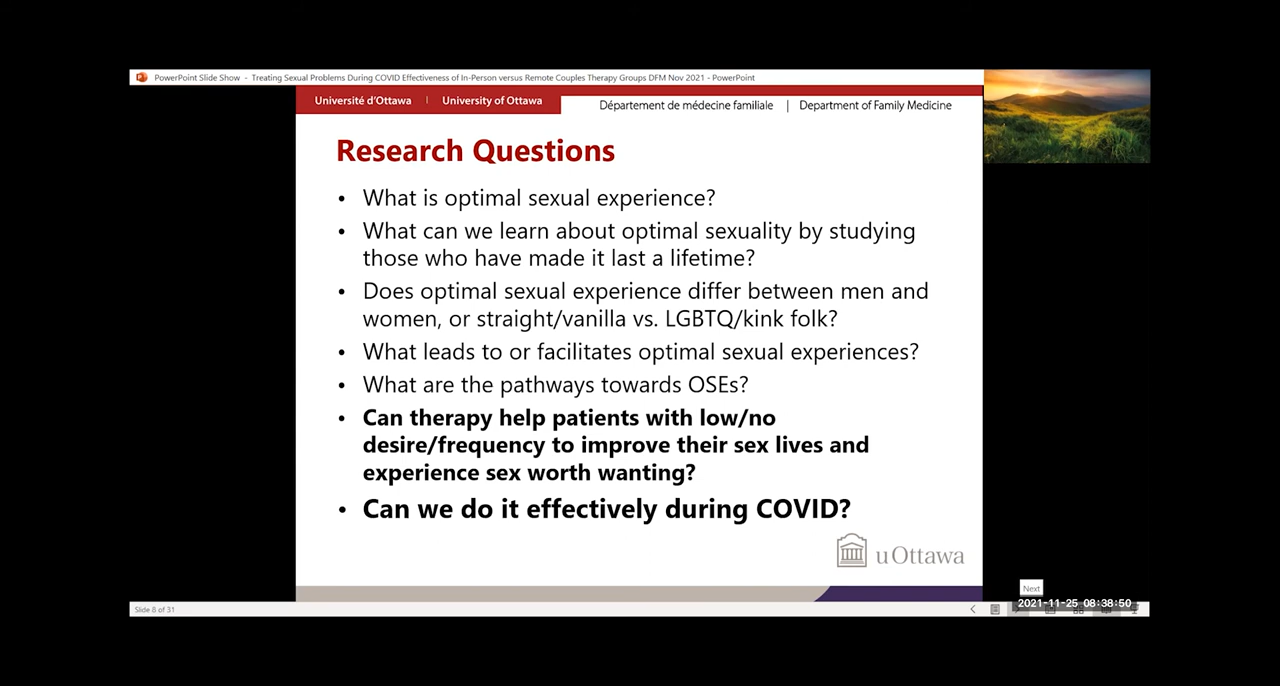 PowerPoint Slide Show - Treating Sexual Problems During COVID Effectiveness of In-Person versus Remote Couples Therapy Groups DFM Nov 2021 - PowerPoint
Université d'Ottawa | University of Ottawa
Département de médecine familiale | Department of Family Medicine
Research Questions
• What is optimal sexual experience?
• What can we learn about optimal sexuality by studying
those who have made it last a lifetime?
• Does optimal sexual experience differ between men and
women, or straight/vanilla vs. LGBTQ/kink folk?
• What leads to or facilitates optimal sexual experiences?
• What are the pathways towards OSEs?
• Can therapy help patients with low/no
desire/frequency to improve their sex lives and
experience sex worth wanting?
• Can we do it effectively during COVID?
uOttawa
Next
2021-11-25 08:38:50
Slide 8 of 31